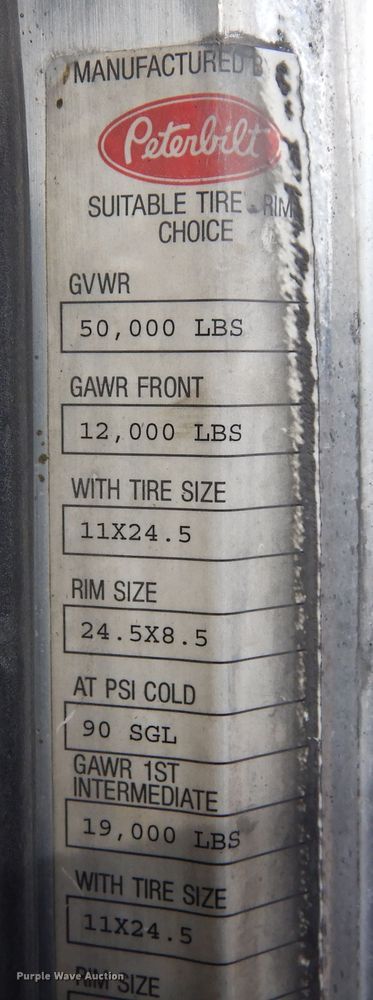 MANUFACTURED B
Peterbilt
SUITABLE TIRE RIM
CHOICE
GVWR
50,000 LBS
GAWR FRONT
12,000 LBS
WITH TIRE SIZE
11X24.5
RIM SIZE
24.5X8.5
AT PSI COLD
90 SGL
GAWR 1ST
INTERMEDIATE
19,000 LBS
WITH TIRE SIZE
11X24.5
RIM SIZE
Purple Wave Auction